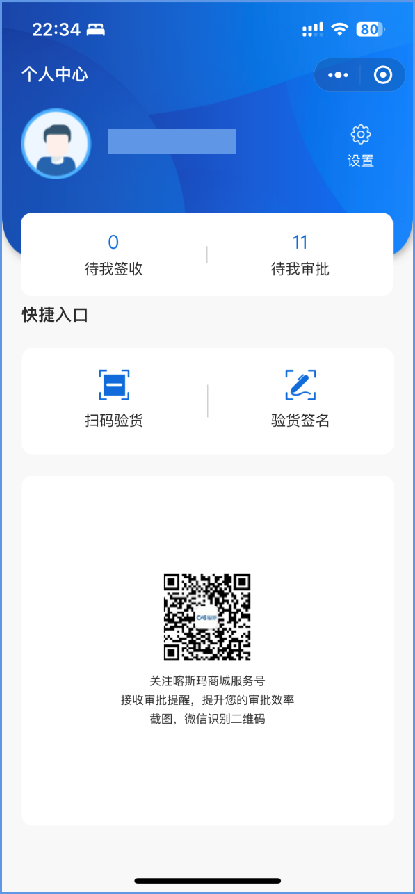 22:34
80
个人中心
设置
0
待我签收
11
待我审批
快捷入口
扫码验货
验货签名
关注喀斯玛商城服务号
接收审批提醒，提升您的审批效率
截图，微信识别二维码